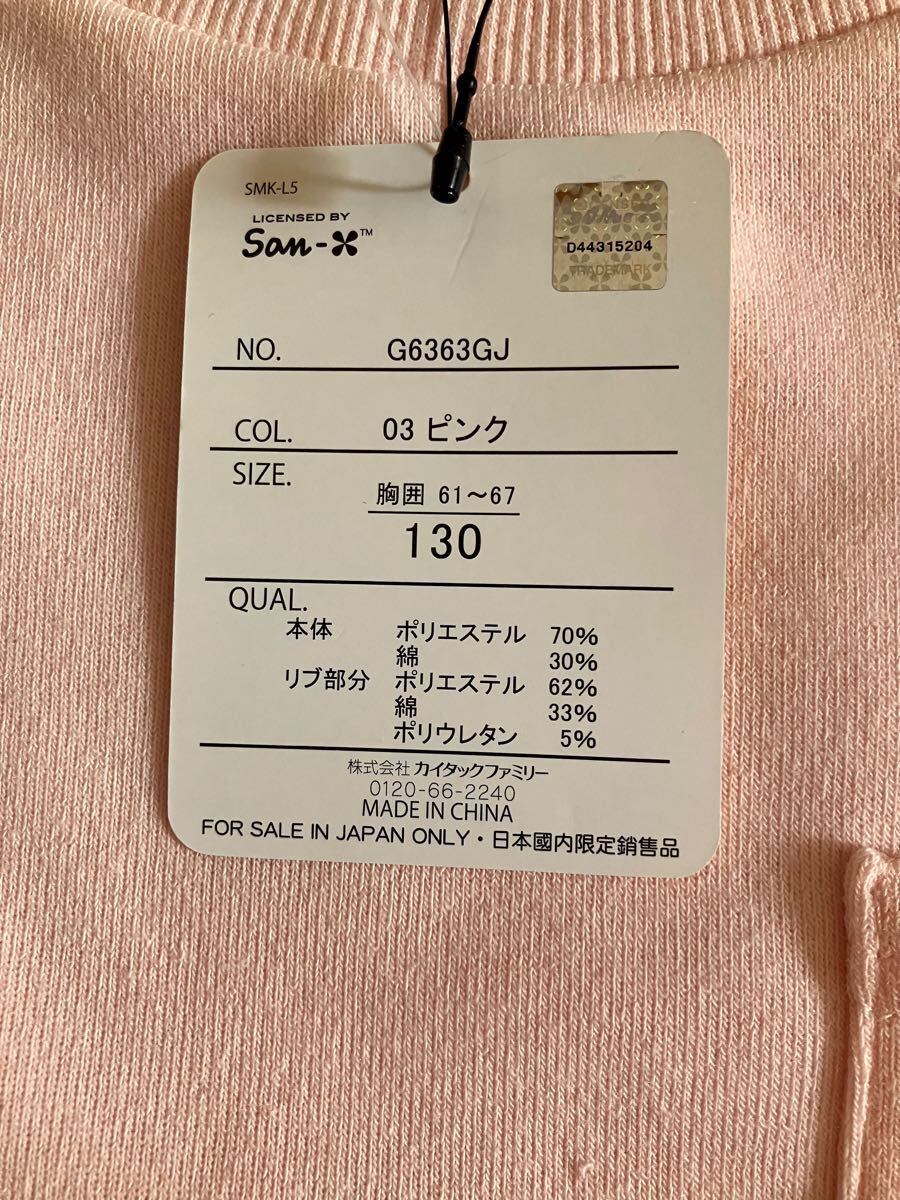 SMK-L5
LICENSED BY
San-X™
D44315204
TRADEMARK
NO. G6363GJ
COL. 03 ピンク
SIZE.
胸囲 61～67
130
QUAL.
本体 ポリエステル 70%
綿 30%
リブ部分 ポリエステル 62%
綿 33%
ポリウレタン 5%
株式会社 カイタックファミリー
0120-66-2240
MADE IN CHINA
FOR SALE IN JAPAN ONLY・日本國内限定銷售品